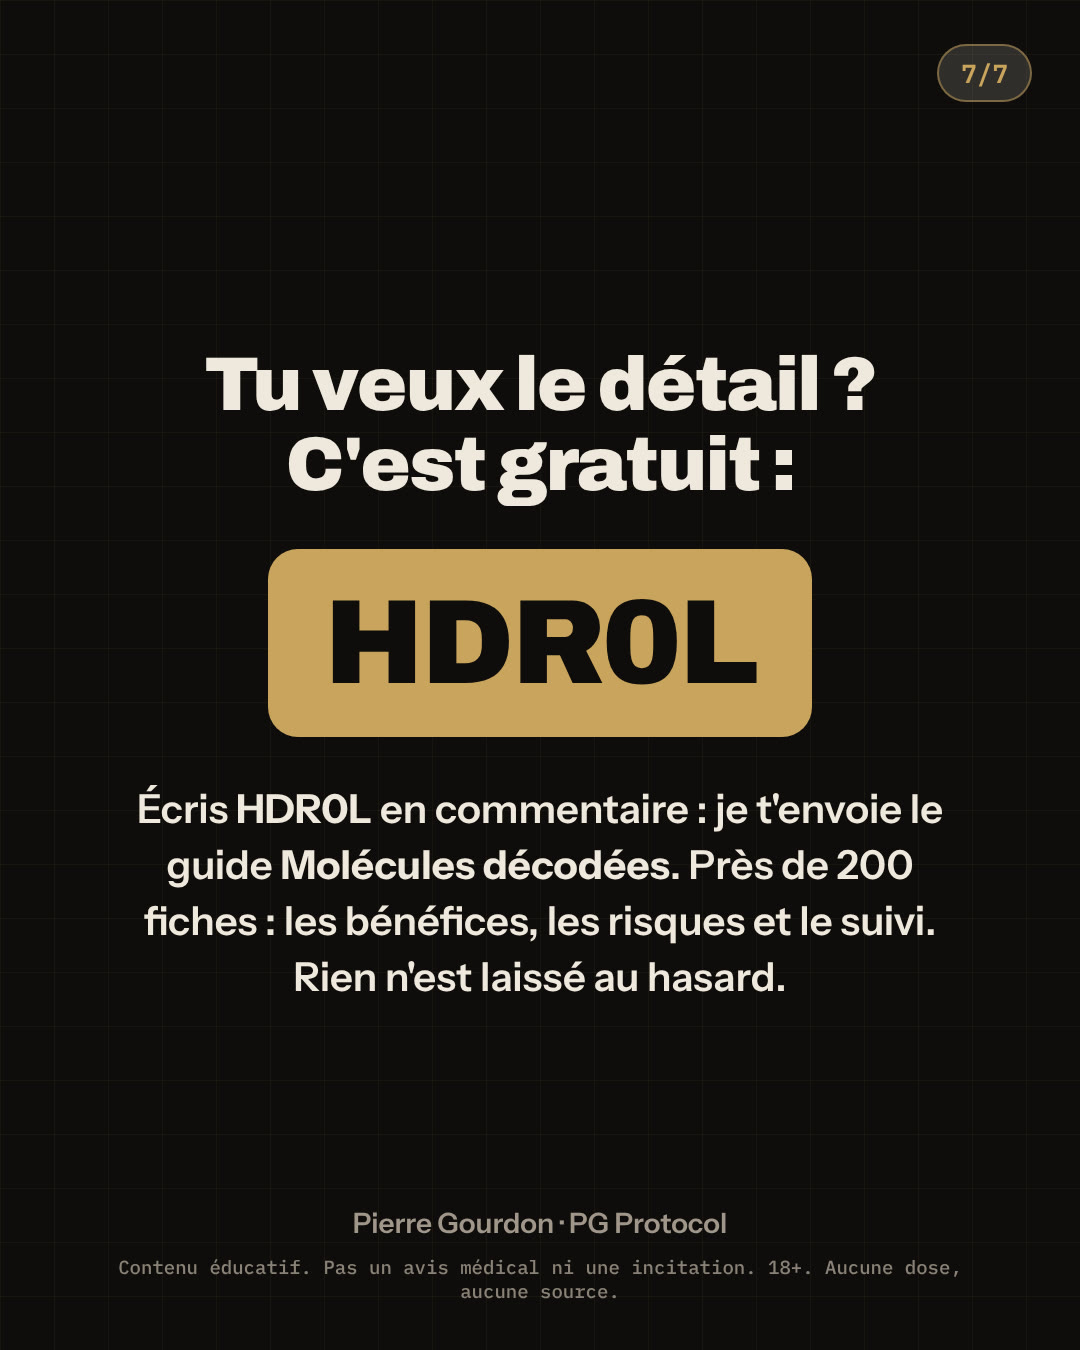 7/7
Tu veux le détail ?
C'est gratuit :
HDR0L
Écris HDR0L en commentaire : je t'envoie le
guide Molécules décodées. Près de 200
fiches : les bénéfices, les risques et le suivi.
Rien n'est laissé au hasard.
Pierre Gourdon · PG Protocol
Contenu éducatif. Pas un avis médical ni une incitation. 18+. Aucune dose,
aucune source.